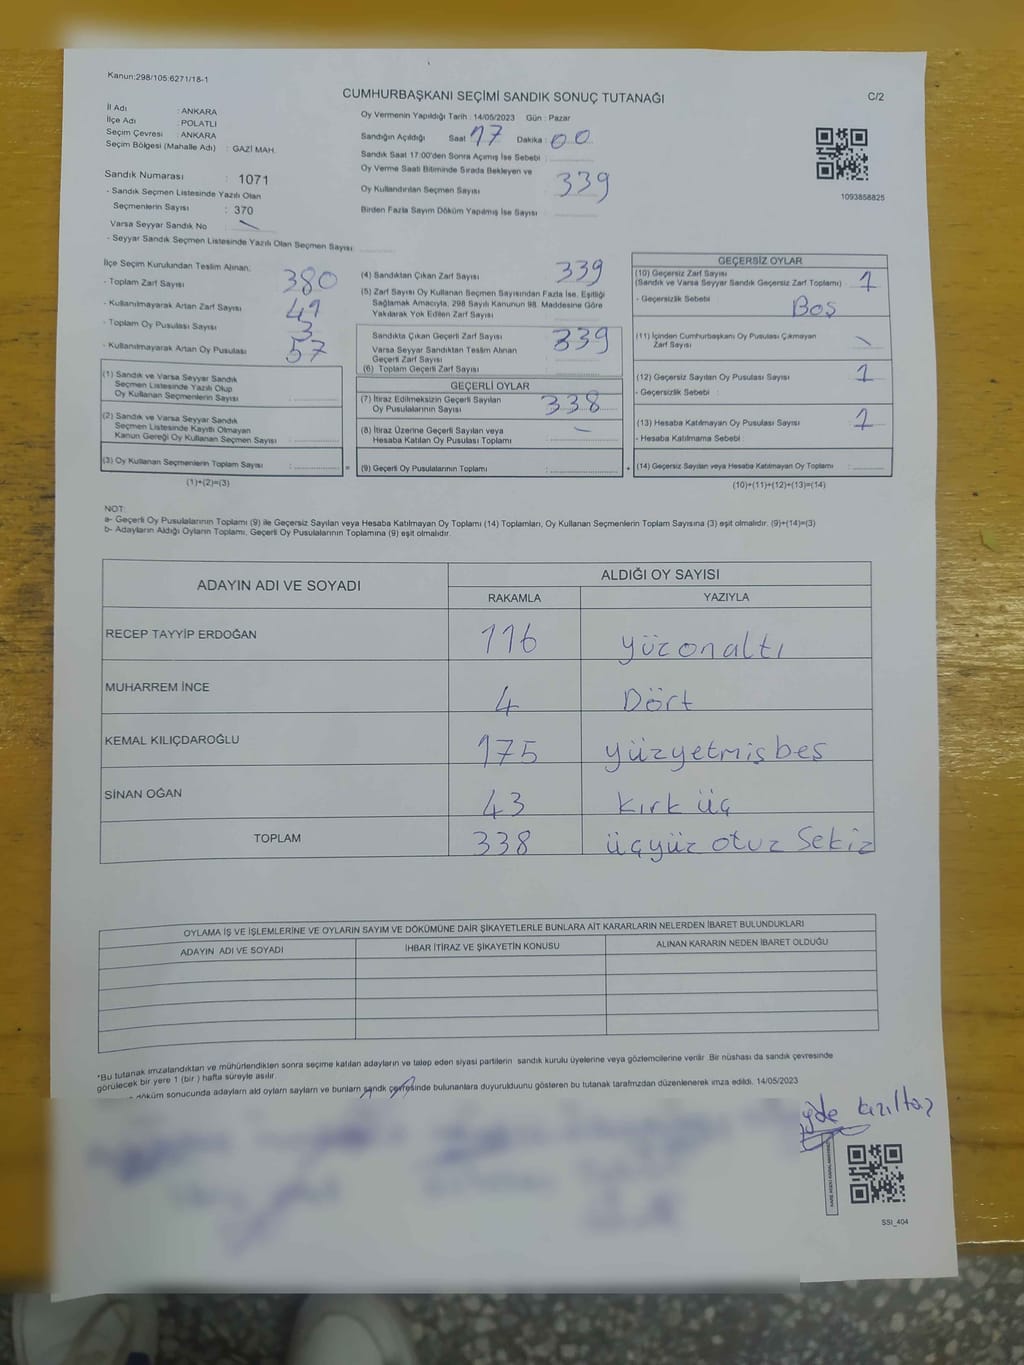 Kanun:298/105:6271/18-1
CUMHURBAŞKANI SEÇİMİ SANDIK SONUÇ TUTANAĞI
C/2
İl Adı : ANKARA
İlçe Adı : POLATLI
Seçim Çevresi : ANKARA
Seçim Bölgesi (Mahalle Adı) : GAZİ MAH.
Sandık Numarası : 1071
- Sandık Seçmen Listesinde Yazılı Olan
Seçmenlerin Sayısı : 370
Varsa Seyyar Sandık No
- Seyyar Sandık Seçmen Listesinde Yazılı Olan Seçmen Sayısı
Oy Vermenin Yapıldığı Tarih : 14/05/2023 Gün : Pazar
Sandığın Açıldığı Saat 17 Dakika : 00
Sandık Saat 17:00'den Sonra Açımış İse Sebebi :
Oy Verme Saati Bitiminde Sırada Bekleyen ve
Oy Kullandırılan Seçmen Sayısı 339
Birden Fazla Sayım Döküm Yapılmış İse Sayısı
1093858825
İlçe Seçim Kurulundan Teslim Alınan:
- Toplam Zarf Sayısı 380
- Kullanılmayarak Artan Zarf Sayısı 41
- Toplam Oy Pusulası Sayısı 3
- Kullanılmayarak Artan Oy Pusulası 57
(1) Sandık ve Varsa Seyyar Sandık
Seçmen Listesinde Yazılı Olup
Oy Kullanan Seçmenlerin Sayısı :
(2) Sandık ve Varsa Seyyar Sandık
Seçmen Listesinde Kayıtlı Olmayan
Kanun Gereği Oy Kullanan Seçmen Sayısı
(3) Oy Kullanan Seçmenlerin Toplam Sayısı :
(1)+(2)=(3)
=
(4) Sandıktan Çıkan Zarf Sayısı 339
(5) Zarf Sayısı Oy Kullanan Seçmen Sayısından Fazla İse, Eşitliği
Sağlamak Amacıyla, 298 Sayılı Kanunun 98. Maddesine Göre
Yakılarak Yok Edilen Zarf Sayısı
Sandıkta Çıkan Geçerli Zarf Sayısı 339
Varsa Seyyar Sandıktan Teslim Alınan
Geçerli Zarf Sayısı
(6) Toplam Geçerli Zarf Sayısı
GEÇERLİ OYLAR
(7) İtiraz Edilmeksizin Geçerli Sayılan
Oy Pusulalarının Sayısı 338
(8) İtiraz Üzerine Geçerli Sayılan veya
Hesaba Katılan Oy Pusulası Toplamı
(9) Geçerli Oy Pusulalarının Toplamı :
+
GEÇERSİZ OYLAR
(10) Geçersiz Zarf Sayısı
(Sandık ve Varsa Seyyar Sandık Geçersiz Zarf Toplamı) 1
- Geçersizlik Sebebi Boş
(11) İçinden Cumhurbaşkanı Oy Pusulası Çıkmayan
Zarf Sayısı
(12) Geçersiz Sayılan Oy Pusulası Sayısı 1
- Geçersizlik Sebebi :
(13) Hesaba Katılmayan Oy Pusulası Sayısı 1
- Hesaba Katılmama Sebebi :
(14) Geçersiz Sayılan veya Hesaba Katılmayan Oy Toplamı :
(10)+(11)+(12)+(13)=(14)
NOT:
a- Geçerli Oy Pusulalarının Toplamı (9) ile Geçersiz Sayılan veya Hesaba Katılmayan Oy Toplamı (14) Toplamları, Oy Kullanan Seçmenlerin Toplam Sayısına (3) eşit olmalıdır. (9)+(14)=(3)
b- Adayların Aldığı Oyların Toplamı, Geçerli Oy Pusulalarının Toplamına (9) eşit olmalıdır.
ADAYIN ADI VE SOYADI
ALDIĞI OY SAYISI
RAKAMLA YAZIYLA
RECEP TAYYİP ERDOĞAN 116 yüzonaltı
MUHARREM İNCE 4 Dört
KEMAL KILIÇDAROĞLU 175 yüzyetmişbeş
SİNAN OĞAN 43 kırk üç
TOPLAM 338 üçyüz otuz sekiz
OYLAMA İŞ VE İŞLEMLERİNE VE OYLARIN SAYIM VE DÖKÜMÜNE DAİR ŞİKAYETLERLE BUNLARA AİT KARARLARIN NELERDEN İBARET BULUNDUKLARI
ADAYIN ADI VE SOYADI İHBAR İTİRAZ VE ŞİKAYETİN KONUSU ALINAN KARARIN NEDEN İBARET OLDUĞU
*Bu tutanak imzalandıktan ve mühürlendikten sonra seçime katılan adayların ve talep eden siyasi partilerin sandık kurulu üyelerine veya gözlemcilerine verilir. Bir nüshası da sandık çevresinde
görülecek bir yere 1 (bir) hafta süreyle asılır.
döküm sonucunda adayların ald oyların sayların ve bunların sandk çevresinde bulunanlara duyurulduunu gösteren bu tutanak tarafmzdan düzenlenerek imza edildi. 14/05/2023
SSI_404